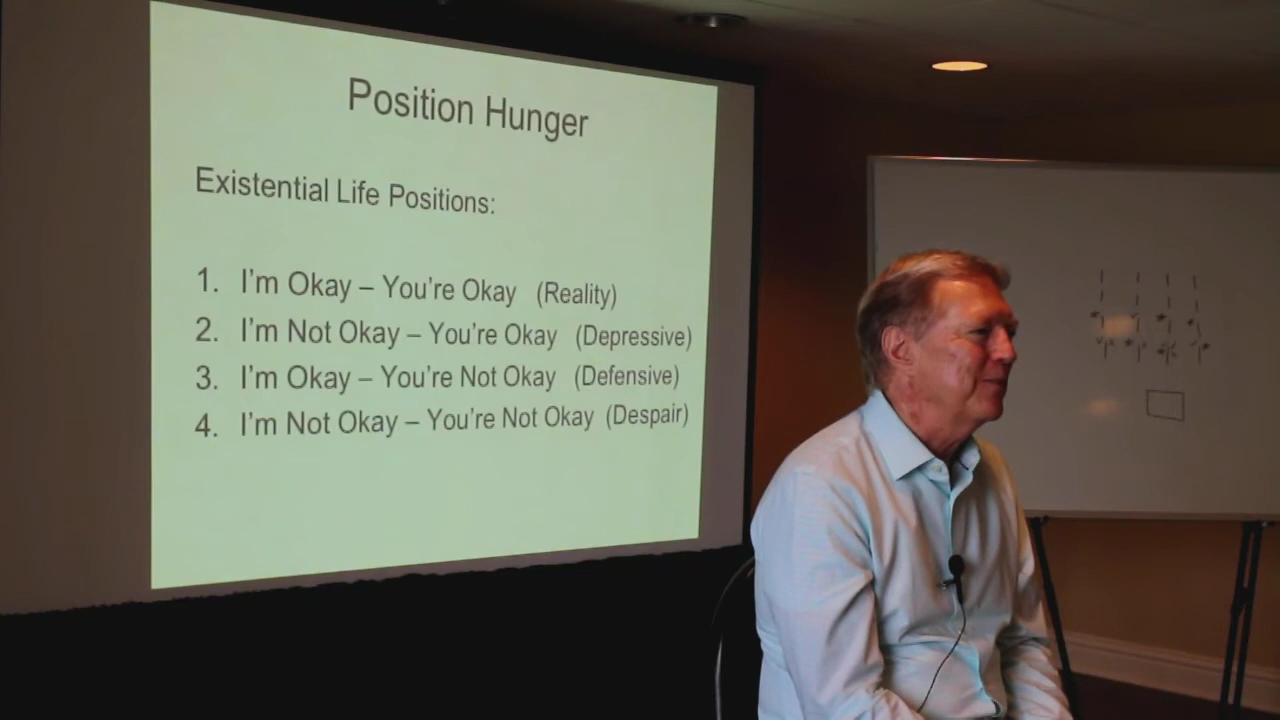 Position Hunger
Existential Life Positions:
1. I'm Okay – You're Okay (Reality)
2. I'm Not Okay – You're Okay (Depressive)
3. I'm Okay – You're Not Okay (Defensive)
4. I'm Not Okay – You're Not Okay (Despair)